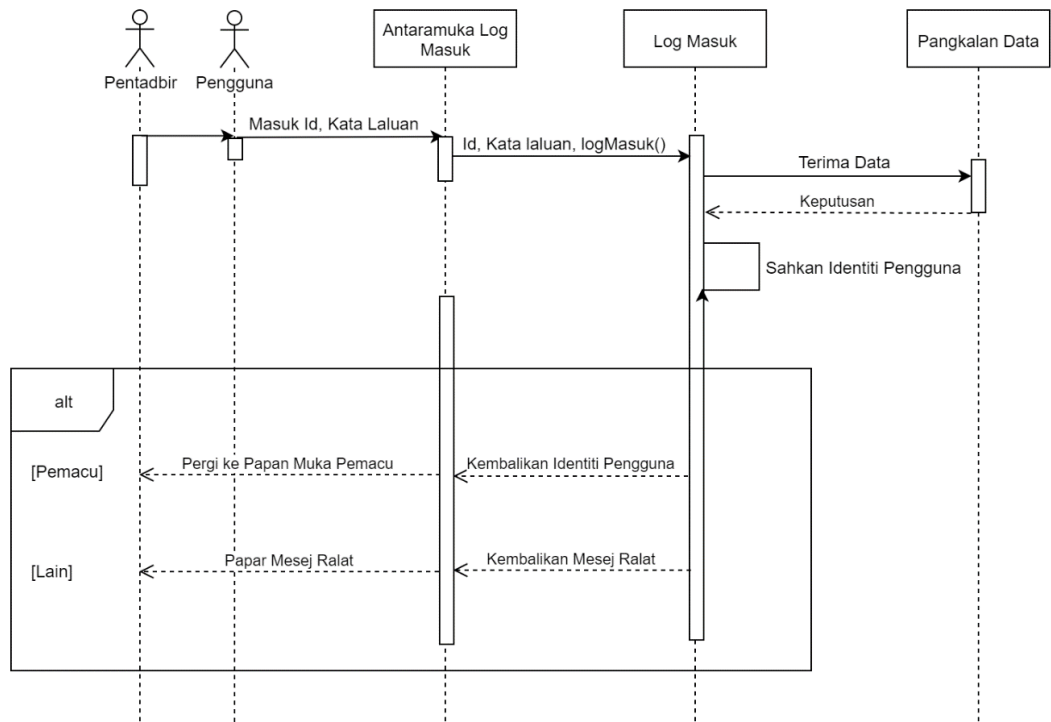 Antaramuka Log
Masuk
Log Masuk
Pangkalan Data
Pentadbir
Pengguna
Masuk Id, Kata Laluan
Id, Kata laluan, logMasuk()
Terima Data
Keputusan
Sahkan Identiti Pengguna
alt
[Pemacu]
Pergi ke Papan Muka Pemacu
Kembalikan Identiti Pengguna
[Lain]
Papar Mesej Ralat
Kembalikan Mesej Ralat